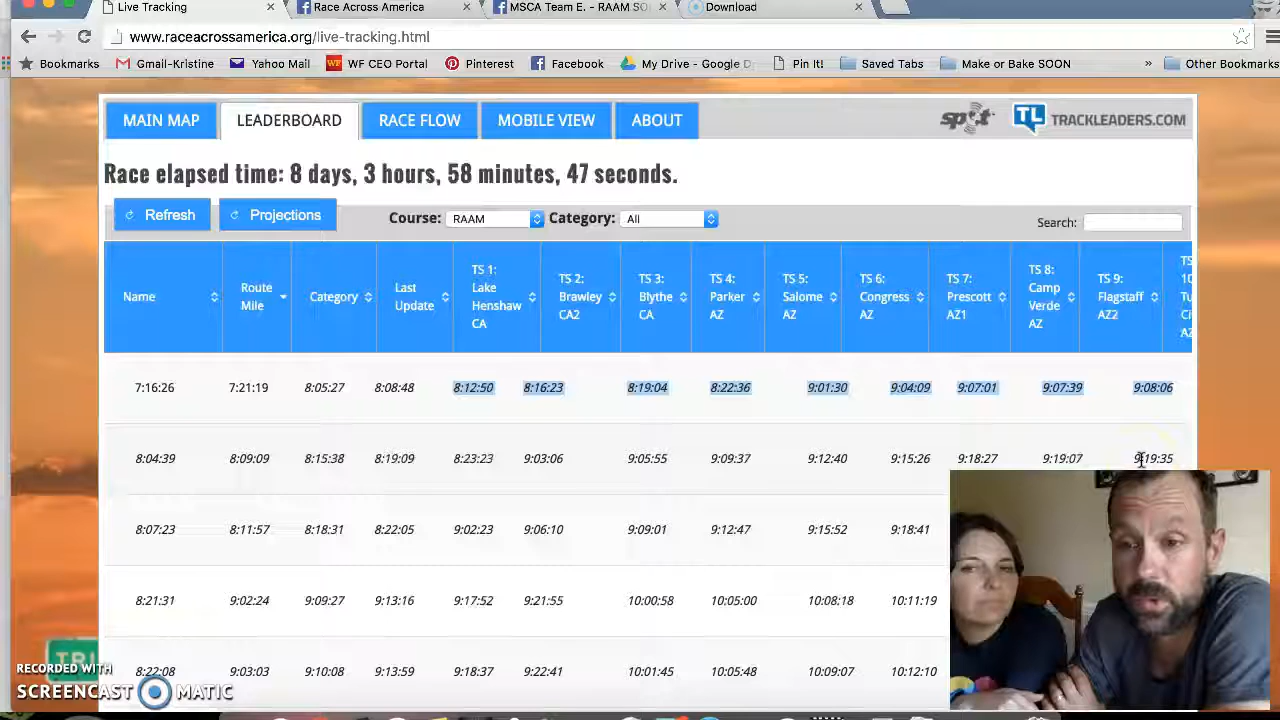 Live Tracking × Race Across America × MSCA Team E. - RAAM SO × Download ×
www.raceacrossamerica.org/live-tracking.html
Bookmarks Gmail-Kristine Yahoo Mail WF CEO Portal Pinterest Facebook My Drive - Google D Pin It! Saved Tabs Make or Bake SOON » Other Bookmarks
MAIN MAP LEADERBOARD RACE FLOW MOBILE VIEW ABOUT spot TL TRACKLEADERS.COM
Race elapsed time: 8 days, 3 hours, 58 minutes, 47 seconds.
Refresh Projections Course: RAAM Category: All Search:
Name Route Mile Category Last Update TS 1: Lake Henshaw CA TS 2: Brawley CA2 TS 3: Blythe CA TS 4: Parker AZ TS 5: Salome AZ TS 6: Congress AZ TS 7: Prescott AZ1 TS 8: Camp Verde AZ TS 9: Flagstaff AZ2
7:16:26 7:21:19 8:05:27 8:08:48 8:12:50 8:16:23 8:19:04 8:22:36 9:01:30 9:04:09 9:07:01 9:07:39 9:08:06
8:04:39 8:09:09 8:15:38 8:19:09 8:23:23 9:03:06 9:05:55 9:09:37 9:12:40 9:15:26 9:18:27 9:19:07 9:19:35
8:07:23 8:11:57 8:18:31 8:22:05 9:02:23 9:06:10 9:09:01 9:12:47 9:15:52 9:18:41
8:21:31 9:02:24 9:09:27 9:13:16 9:17:52 9:21:55 10:00:58 10:05:00 10:08:18 10:11:19
8:22:08 9:03:03 9:10:08 9:13:59 9:18:37 9:22:41 10:01:45 10:05:48 10:09:07 10:12:10
RECORDED WITH
SCREENCAST MATIC